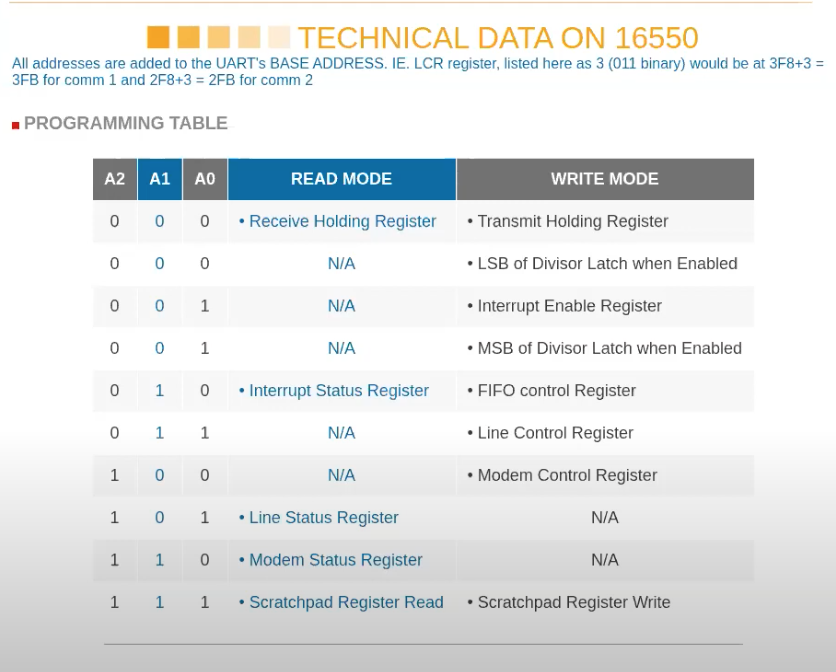 TECHNICAL DATA ON 16550
All addresses are added to the UART's BASE ADDRESS. IE. LCR register, listed here as 3 (011 binary) would be at 3F8+3 =
3FB for comm 1 and 2F8+3 = 2FB for comm 2
PROGRAMMING TABLE
A2 A1 A0 READ MODE WRITE MODE
0 0 0 • Receive Holding Register • Transmit Holding Register
0 0 0 N/A • LSB of Divisor Latch when Enabled
0 0 1 N/A • Interrupt Enable Register
0 0 1 N/A • MSB of Divisor Latch when Enabled
0 1 0 • Interrupt Status Register • FIFO control Register
0 1 1 N/A • Line Control Register
1 0 0 N/A • Modem Control Register
1 0 1 • Line Status Register N/A
1 1 0 • Modem Status Register N/A
1 1 1 • Scratchpad Register Read • Scratchpad Register Write